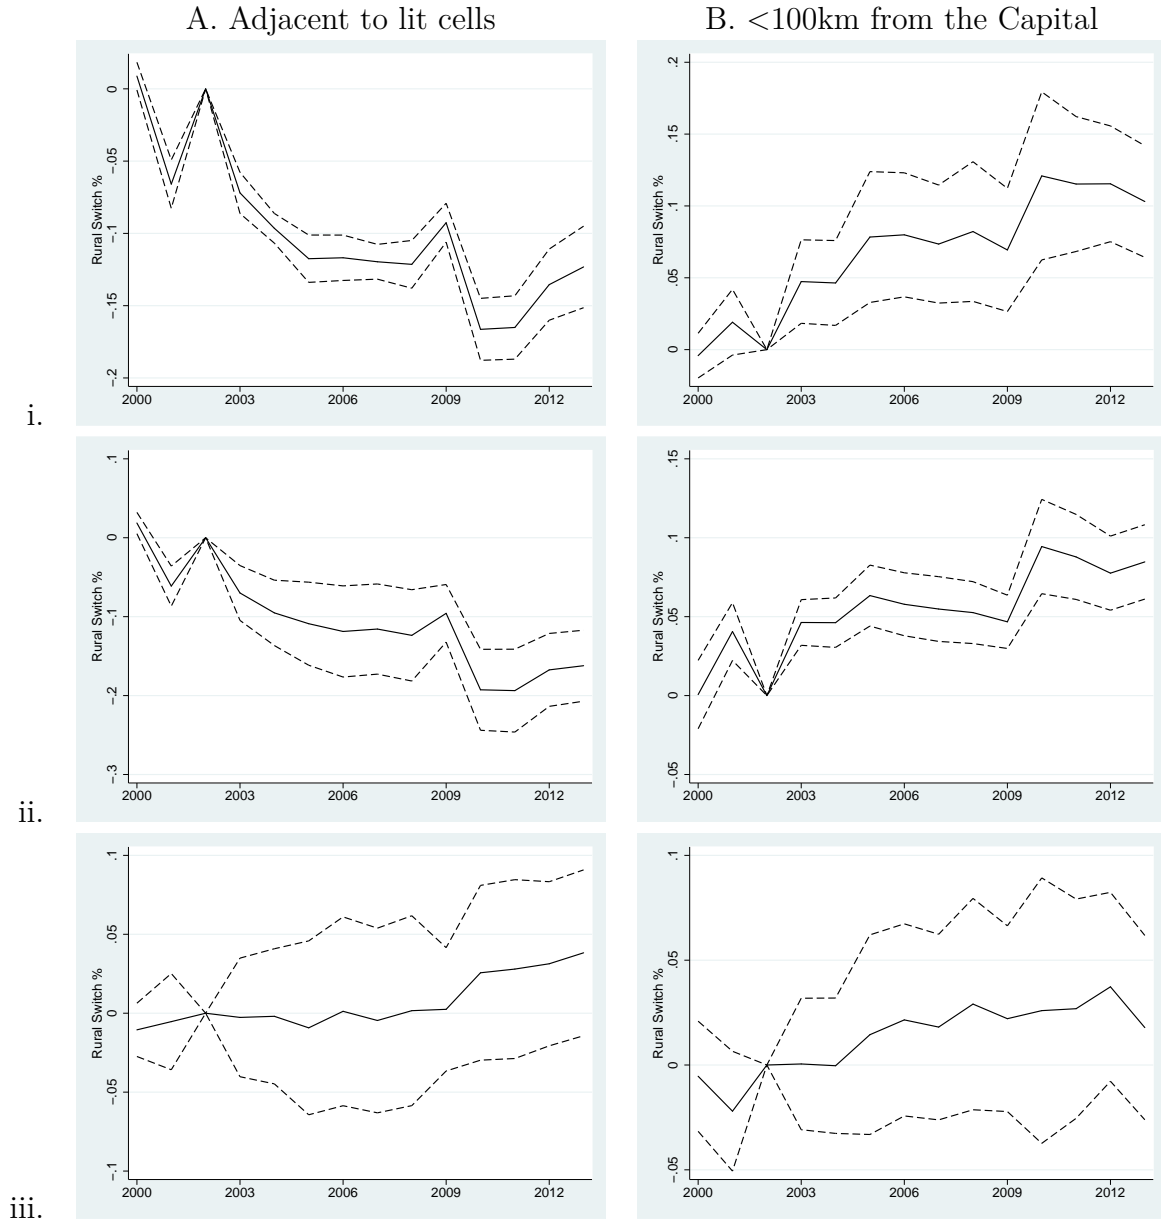 A. Adjacent to lit cells
B. <100km from the Capital
Rural Switch %
0
-.05
-.1
-.15
-.2
2000 2003 2006 2009 2012
Rural Switch %
.2
.15
.1
.05
0
2000 2003 2006 2009 2012
i.
Rural Switch %
.1
0
-.1
-.2
-.3
2000 2003 2006 2009 2012
Rural Switch %
.15
.1
.05
0
-.05
2000 2003 2006 2009 2012
ii.
Rural Switch %
.1
.05
0
-.05
-.1
2000 2003 2006 2009 2012
Rural Switch %
.1
.05
0
-.05
2000 2003 2006 2009 2012
iii.